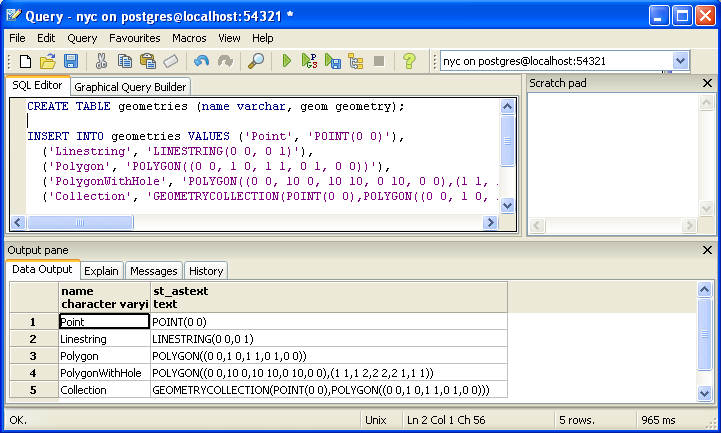 Query - nyc on postgres@localhost:54321 *
File Edit Query Favourites Macros View Help
nyc on postgres@localhost:54321
SQL Editor Graphical Query Builder
CREATE TABLE geometries (name varchar, geom geometry);
INSERT INTO geometries VALUES ('Point', 'POINT(0 0)'),
('Linestring', 'LINESTRING(0 0, 0 1)'),
('Polygon', 'POLYGON((0 0, 1 0, 1 1, 0 1, 0 0))'),
('PolygonWithHole', 'POLYGON((0 0, 10 0, 10 10, 0 10, 0 0),(1 1,
('Collection', 'GEOMETRYCOLLECTION(POINT(0 0),POLYGON((0 0, 1 0,
Scratch pad
Output pane
Data Output Explain Messages History
name st_astext
character varyi text
1 Point POINT(0 0)
2 Linestring LINESTRING(0 0,0 1)
3 Polygon POLYGON((0 0,1 0,1 1,0 1,0 0))
4 PolygonWithHole POLYGON((0 0,10 0,10 10,0 10,0 0),(1 1,1 2,2 2,2 1,1 1))
5 Collection GEOMETRYCOLLECTION(POINT(0 0),POLYGON((0 0,1 0,1 1,0 1,0 0)))
OK. Unix Ln 2 Col 1 Ch 56 5 rows. 965 ms